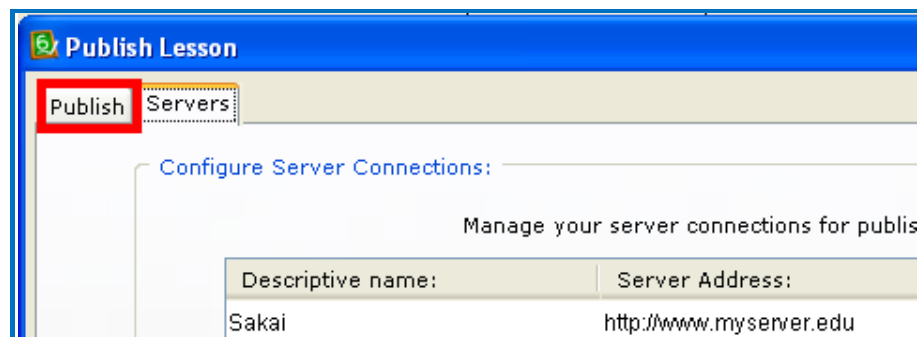 Publish Lesson
Publish Servers
Configure Server Connections:
Manage your server connections for publis
Descriptive name: Server Address:
Sakai http://www.myserver.edu